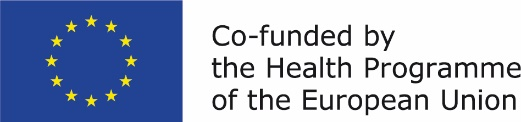 Co-funded by
the Health Programme
of the European Union